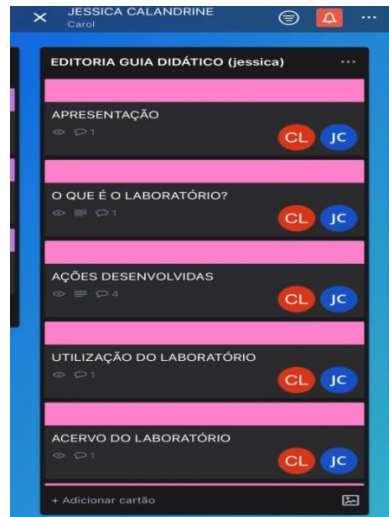 JESSICA CALANDRINE
Carol
EDITORIA GUIA DIDÁTICO (jessica)
APRESENTAÇÃO
1
CL JC
O QUE É O LABORATÓRIO?
1
CL JC
AÇÕES DESENVOLVIDAS
4
CL JC
UTILIZAÇÃO DO LABORATÓRIO
1
CL JC
ACERVO DO LABORATÓRIO
1
CL JC
+ Adicionar cartão